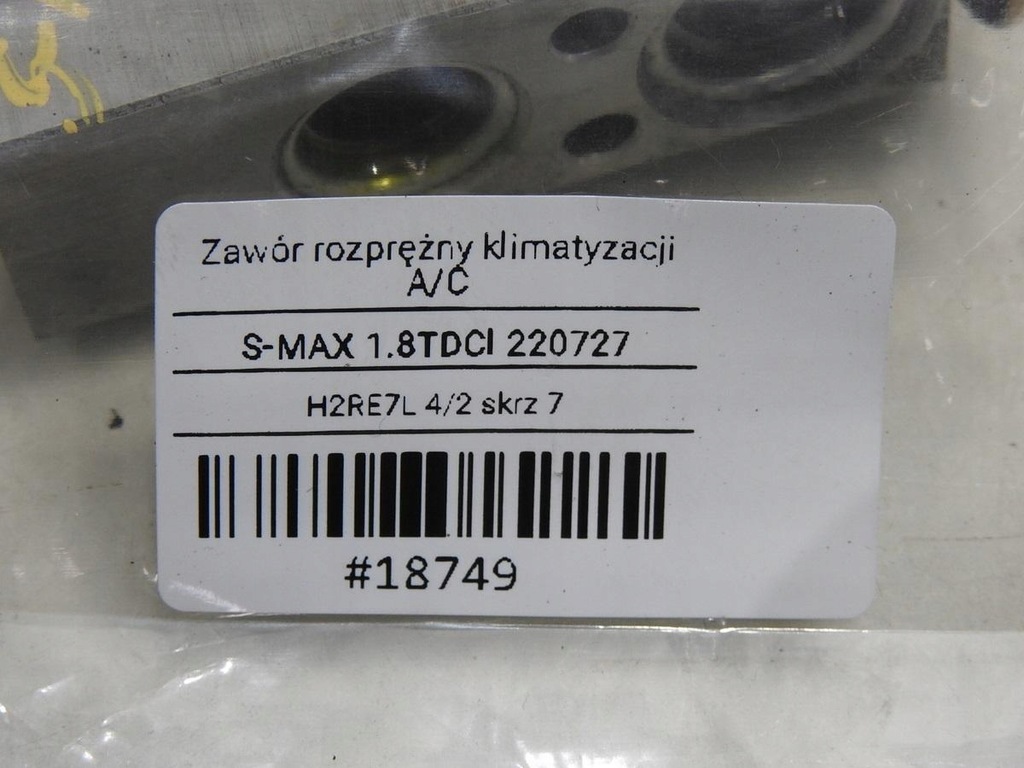 Zawór rozprężny klimatyzacji
A/C
S-MAX 1.8TDCI 220727
H2RE7L 4/2 skrz 7
#18749